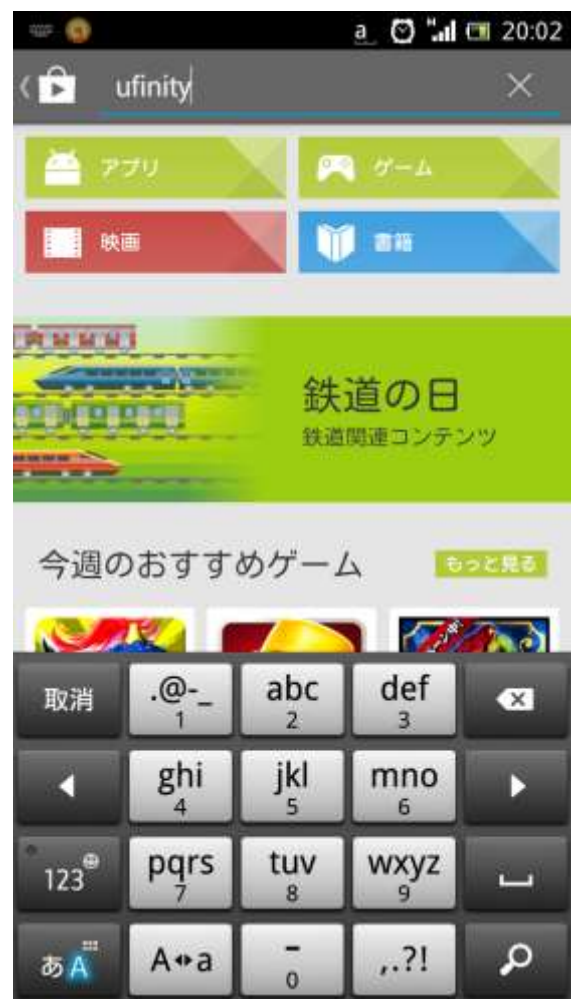 a 20:02
ufinity
アプリ
ゲーム
映画
書籍
鉄道の日
鉄道関連コンテンツ
今週のおすすめゲーム
もっと見る
取消
.@-_
1
abc
2
def
3
ghi
4
jkl
5
mno
6
123
pqrs
7
tuv
8
wxyz
9
あA
A a
-
0
,.?!